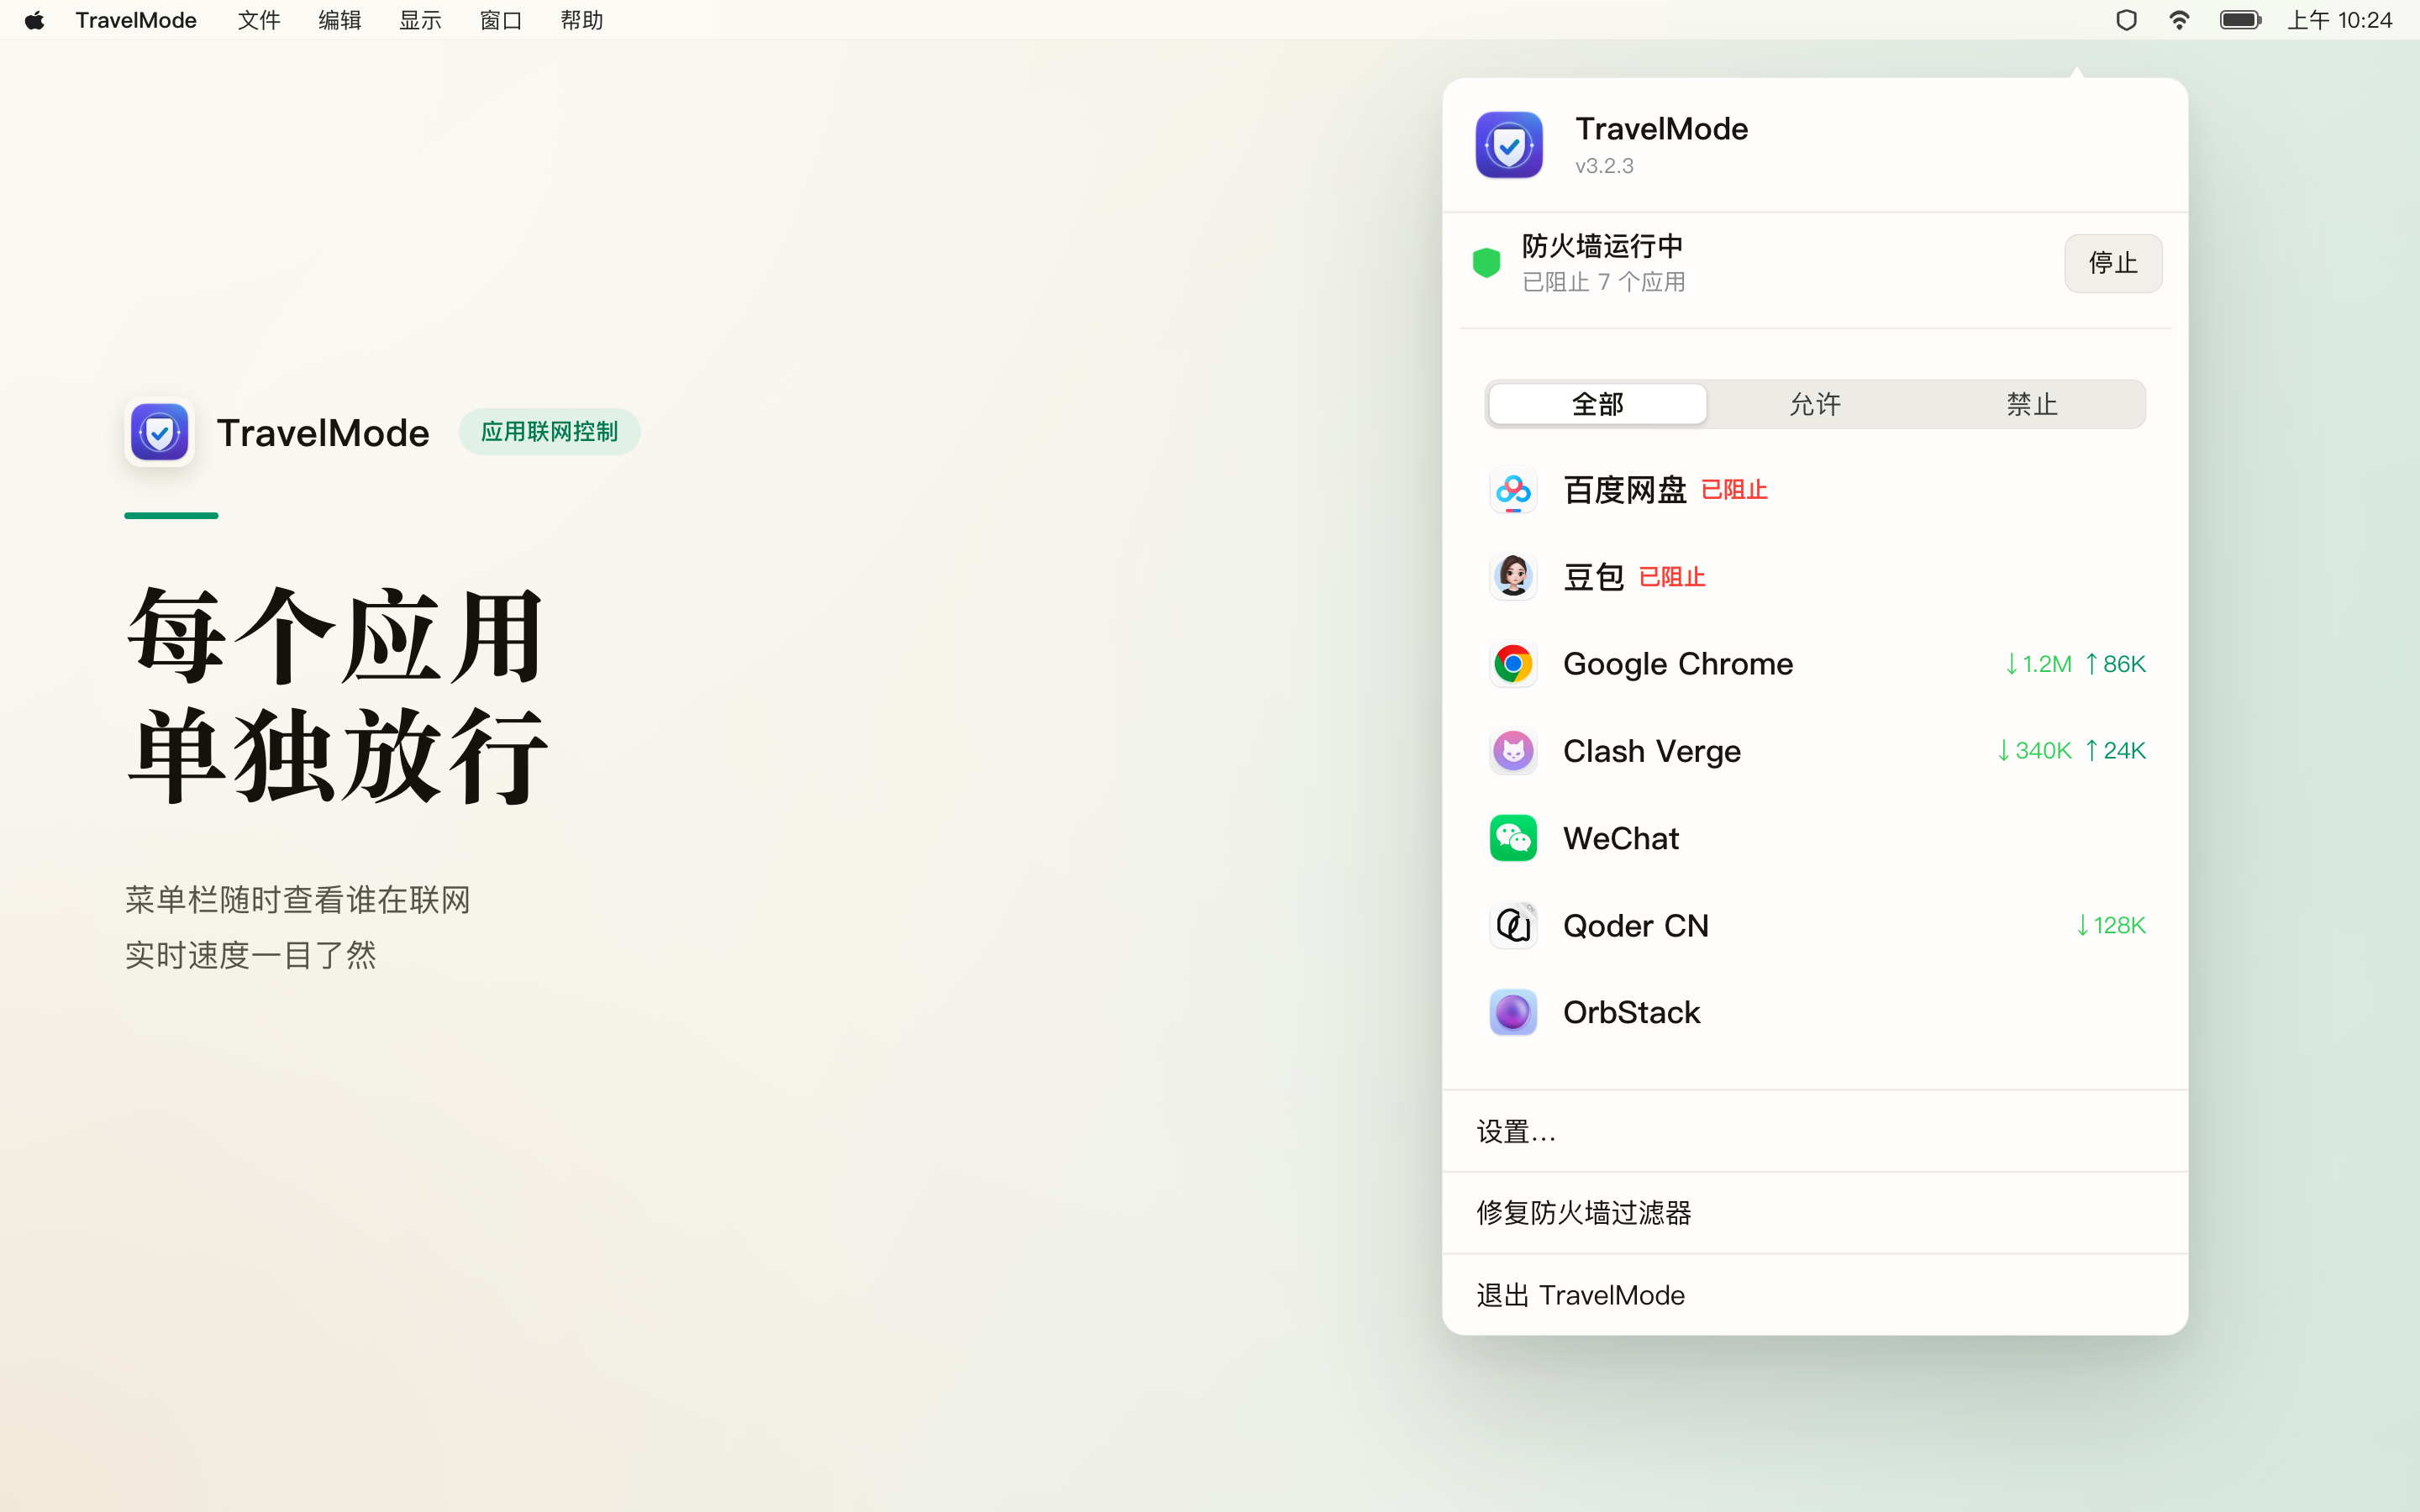 TravelMode 文件 编辑 显示 窗口 帮助 上午 10:24
TravelMode 应用联网控制
每个应用
单独放行
菜单栏随时查看谁在联网
实时速度一目了然
TravelMode
v3.2.3
防火墙运行中
已阻止 7 个应用
停止
全部 允许 禁止
百度网盘 已阻止
豆包 已阻止
Google Chrome ↓1.2M ↑86K
Clash Verge ↓340K ↑24K
WeChat
Qoder CN ↓128K
OrbStack
设置...
修复防火墙过滤器
退出 TravelMode